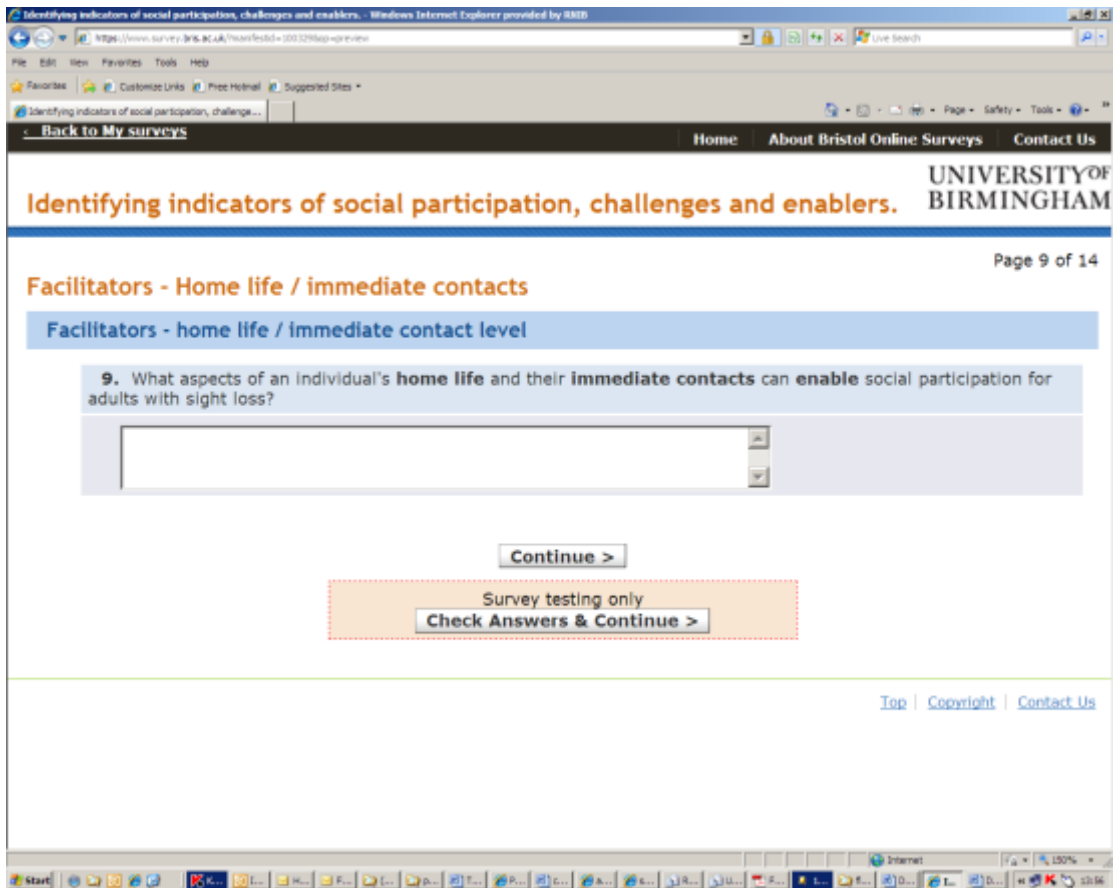 Identifying indicators of social participation, challenges and enablers. - Windows Internet Explorer provided by RNIB
Live Search
File Edit View Favorites Tools Help
Favorites Customize Links Free Hotmail Suggested Sites
Identifying indicators of social participation, challenge... Page Safety Tools
< Back to My surveys Home About Bristol Online Surveys Contact Us
UNIVERSITY OF
Identifying indicators of social participation, challenges and enablers. BIRMINGHAM
Page 9 of 14
Facilitators - Home life / immediate contacts
Facilitators - home life / immediate contact level
9. What aspects of an individual's home life and their immediate contacts can enable social participation for
adults with sight loss?
Continue >
Survey testing only
Check Answers & Continue >
Top | Copyright | Contact Us
Internet 150%
Start 13:56